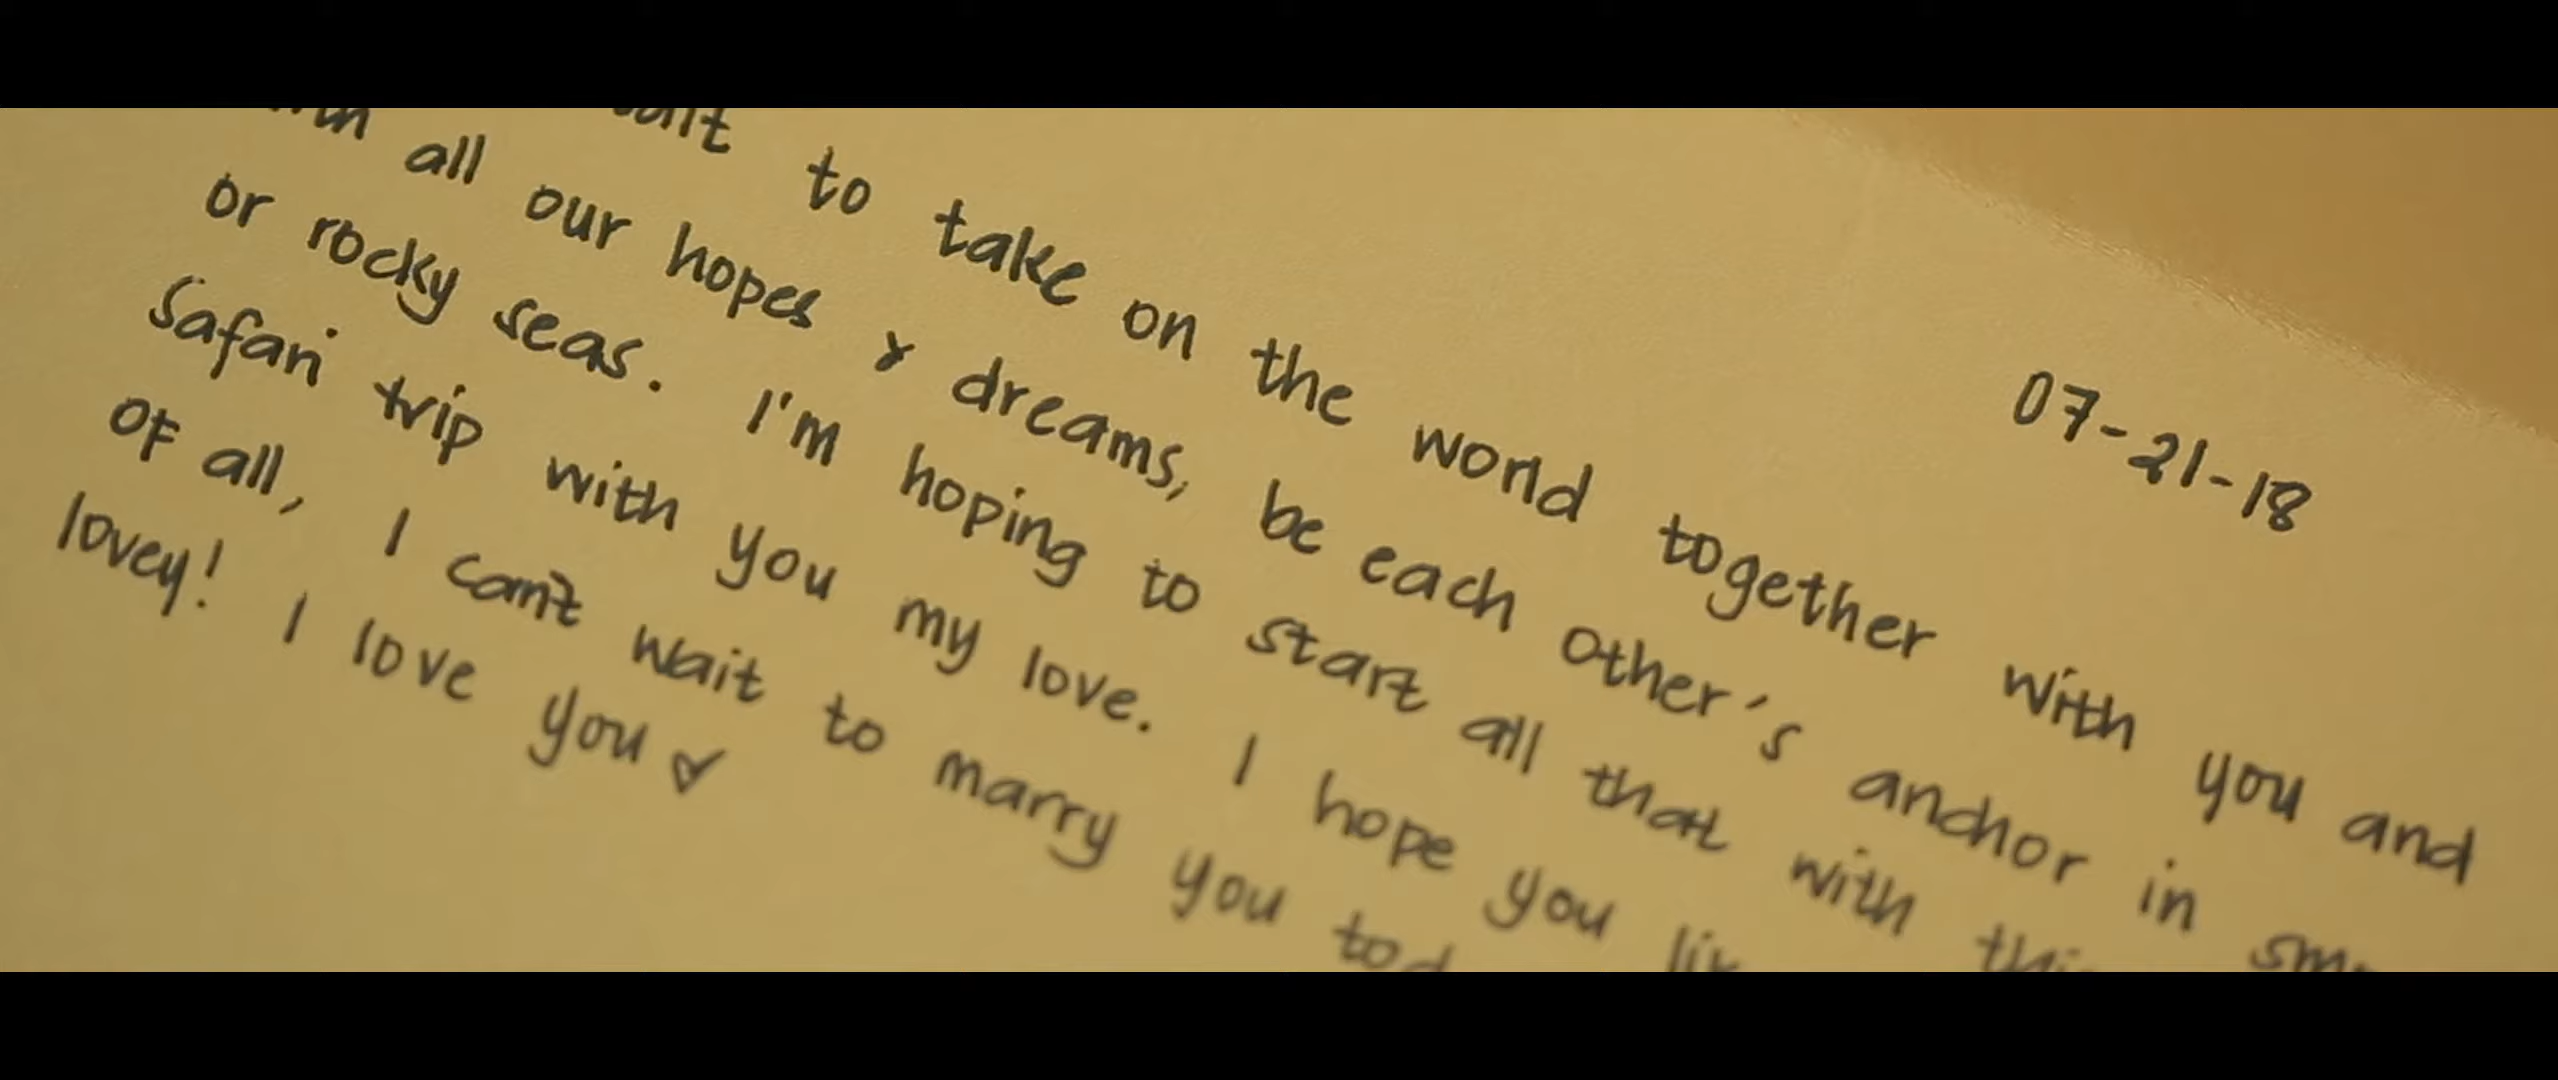 07-21-18
to take on the world together with you and
all our hopes & dreams, be each other's anchor in
or rocky seas. I'm hoping to start all that with
Safari trip with you my love. I hope you
of all, I can't wait to marry you
lovey! I love you ♡